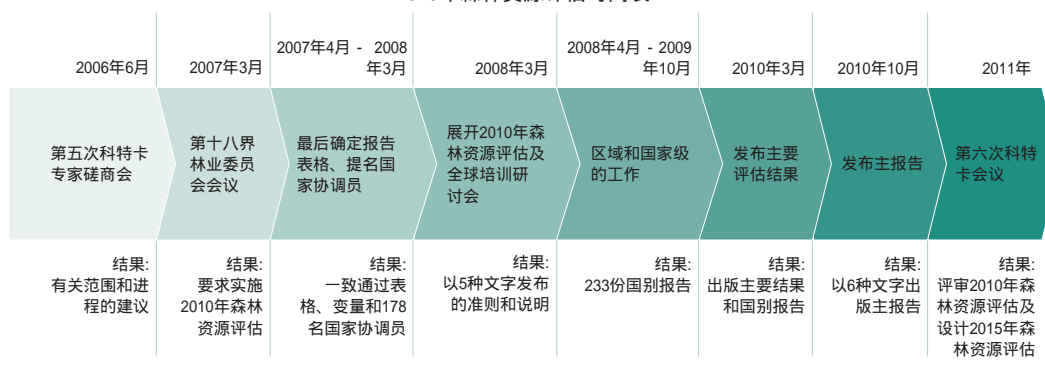 2006年6月
第五次科特卡
专家磋商会
结果:
有关范围和进
程的建议
2007年3月
第十八界
林业委员
会会议
结果:
要求实施
2010年森林
资源评估
2007年4月 - 2008
年3月
最后确定报告
表格、提名国
家协调员
结果:
一致通过表
格、变量和178
名国家协调员
2008年3月
展开2010年森
林资源评估及
全球培训研
讨会
结果:
以5种文字发布
的准则和说明
2008年4月 - 2009
年10月
区域和国家级
的工作
结果:
233份国别报告
2010年3月
发布主要
评估结果
结果:
出版主要结果
和国别报告
2010年10月
发布主报告
结果:
以6种文字出
版主报告
2011年
第六次科特
卡会议
结果:
评审2010年森
林资源评估及
设计2015年森
林资源评估